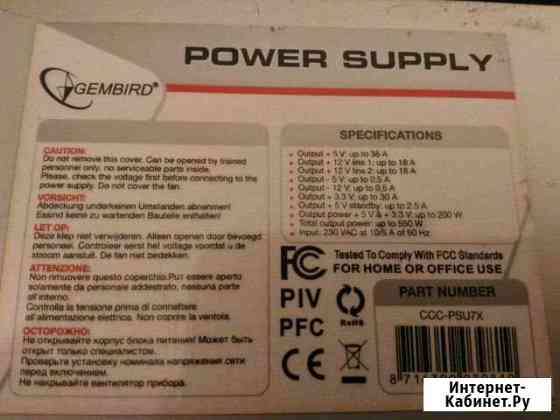 POWER SUPPLY
GEMBIRD®
CAUTION:
Do not remove this cover. Can be opened by trained
personnel only, no serviceable parts inside.
Please, check the voltage first before connecting to the
power supply. Do not cover the fan.
VORSICHT:
Abdeckung underkeinen Umstanden abnahmen!
Essind keine zu wartenden Bauteile enthalten!
LET OP:
Deze klep niet verwijderen. Alleen openen door bevoegd
personeel. Controleer eerst het voltage voordat u de
stroom aansluit. De fan niet bedekken.
ATTENZIONE:
Non rimuovere questo coperchio.Puт essere aperto
solamente da personale addestrato, nesiuna parte
all'inferno.
Controlla la tensione prima di connettere
all'alimentazione elettrica. Non coprire la ventola.
ОСТОРОЖНО:
Не открывайте корпус блока питания! Может быть
открыт только специалистом.
Проверьте установку номинала напряжения сети
перед включением.
Не накрывайте вентилятор прибора.
SPECIFICATIONS
• Output + 5 V: up to 36 A
• Output + 12 V line 1: up to 18 A
• Output + 12 V line 2: up to 18 A
• Output - 5 V: up to 0,5 A
• Output - 12 V: up to 0,5 A
• Output + 3.3 V: up to 30 A
• Output + 5 V standby: up to 2.5 A
• Output power + 5 V & + 3.3 V: up to 200 W
• Total output power: up to 550 W
• Input: 230 VAC at 10/5 A of 50 Hz.
FC Tested To Comply With FCC Standards
FOR HOME OR OFFICE USE
PIV
PFC
RoHS
CE
PART NUMBER
CCC-PSU7X
Интернет-
Кабинет.Ру